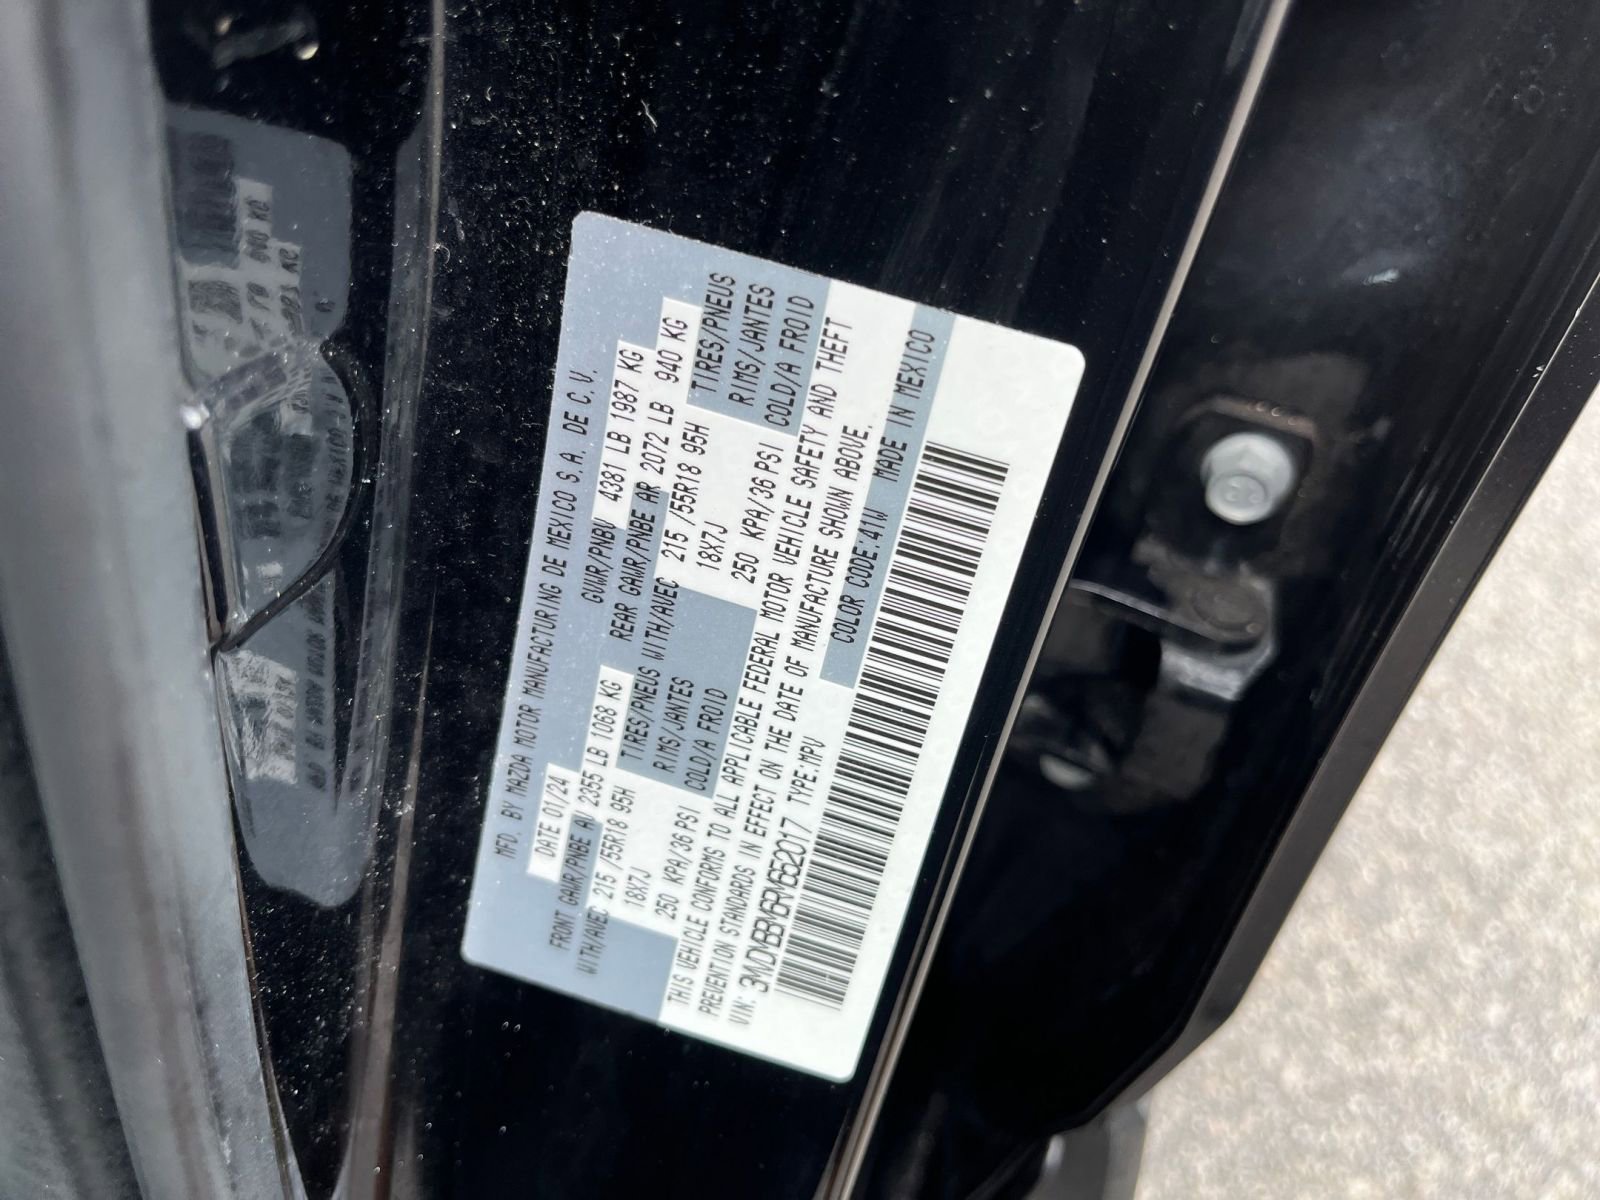 MFD. BY MAZDA MOTOR MANUFACTURING DE MEXICO S.A. DE C.V.
DATE 01/24 GVWR/PNBV 4381 LB 1987 KG
FRONT GAWR/PNBE AV 2355 LB 1068 KG REAR GAWR/PNBE AR 2072 LB 940 KG
WITH/AVEC 215 /55R18 95H TIRES/PNEUS WITH/AVEC 215 /55R18 95H TIRES/PNEUS
18X7J RIMS/JANTES 18X7J RIMS/JANTES
250 KPA/36 PSI COLD/A FROID 250 KPA/36 PSI COLD/A FROID
THIS VEHICLE CONFORMS TO ALL APPLICABLE FEDERAL MOTOR VEHICLE SAFETY AND THEFT
PREVENTION STANDARDS IN EFFECT ON THE DATE OF MANUFACTURE SHOWN ABOVE.
VIN: 3MVDMBBM6RM652017 TYPE:MPV COLOR CODE:41W MADE IN MEXICO